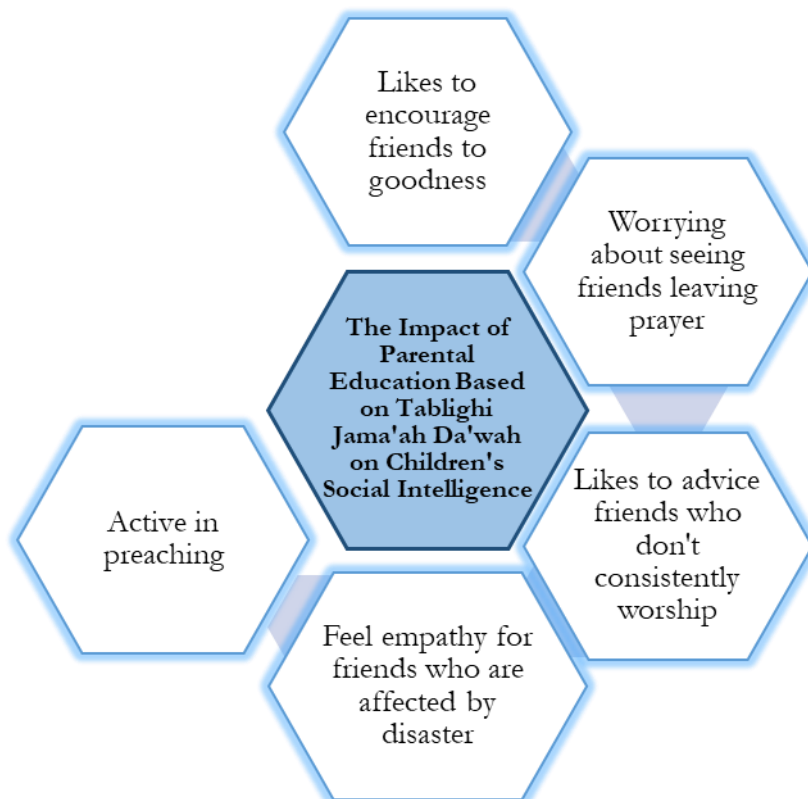 Likes to
encourage
friends to
goodness
Worrying
about seeing
friends leaving
prayer
The Impact of
Parental
Education Based
on Tablighi
Jama'ah Da'wah
on Children's
Social Intelligence
Likes to advice
friends who
don't
consistently
worship
Active in
preaching
Feel empathy for
friends who are
affected by
disaster